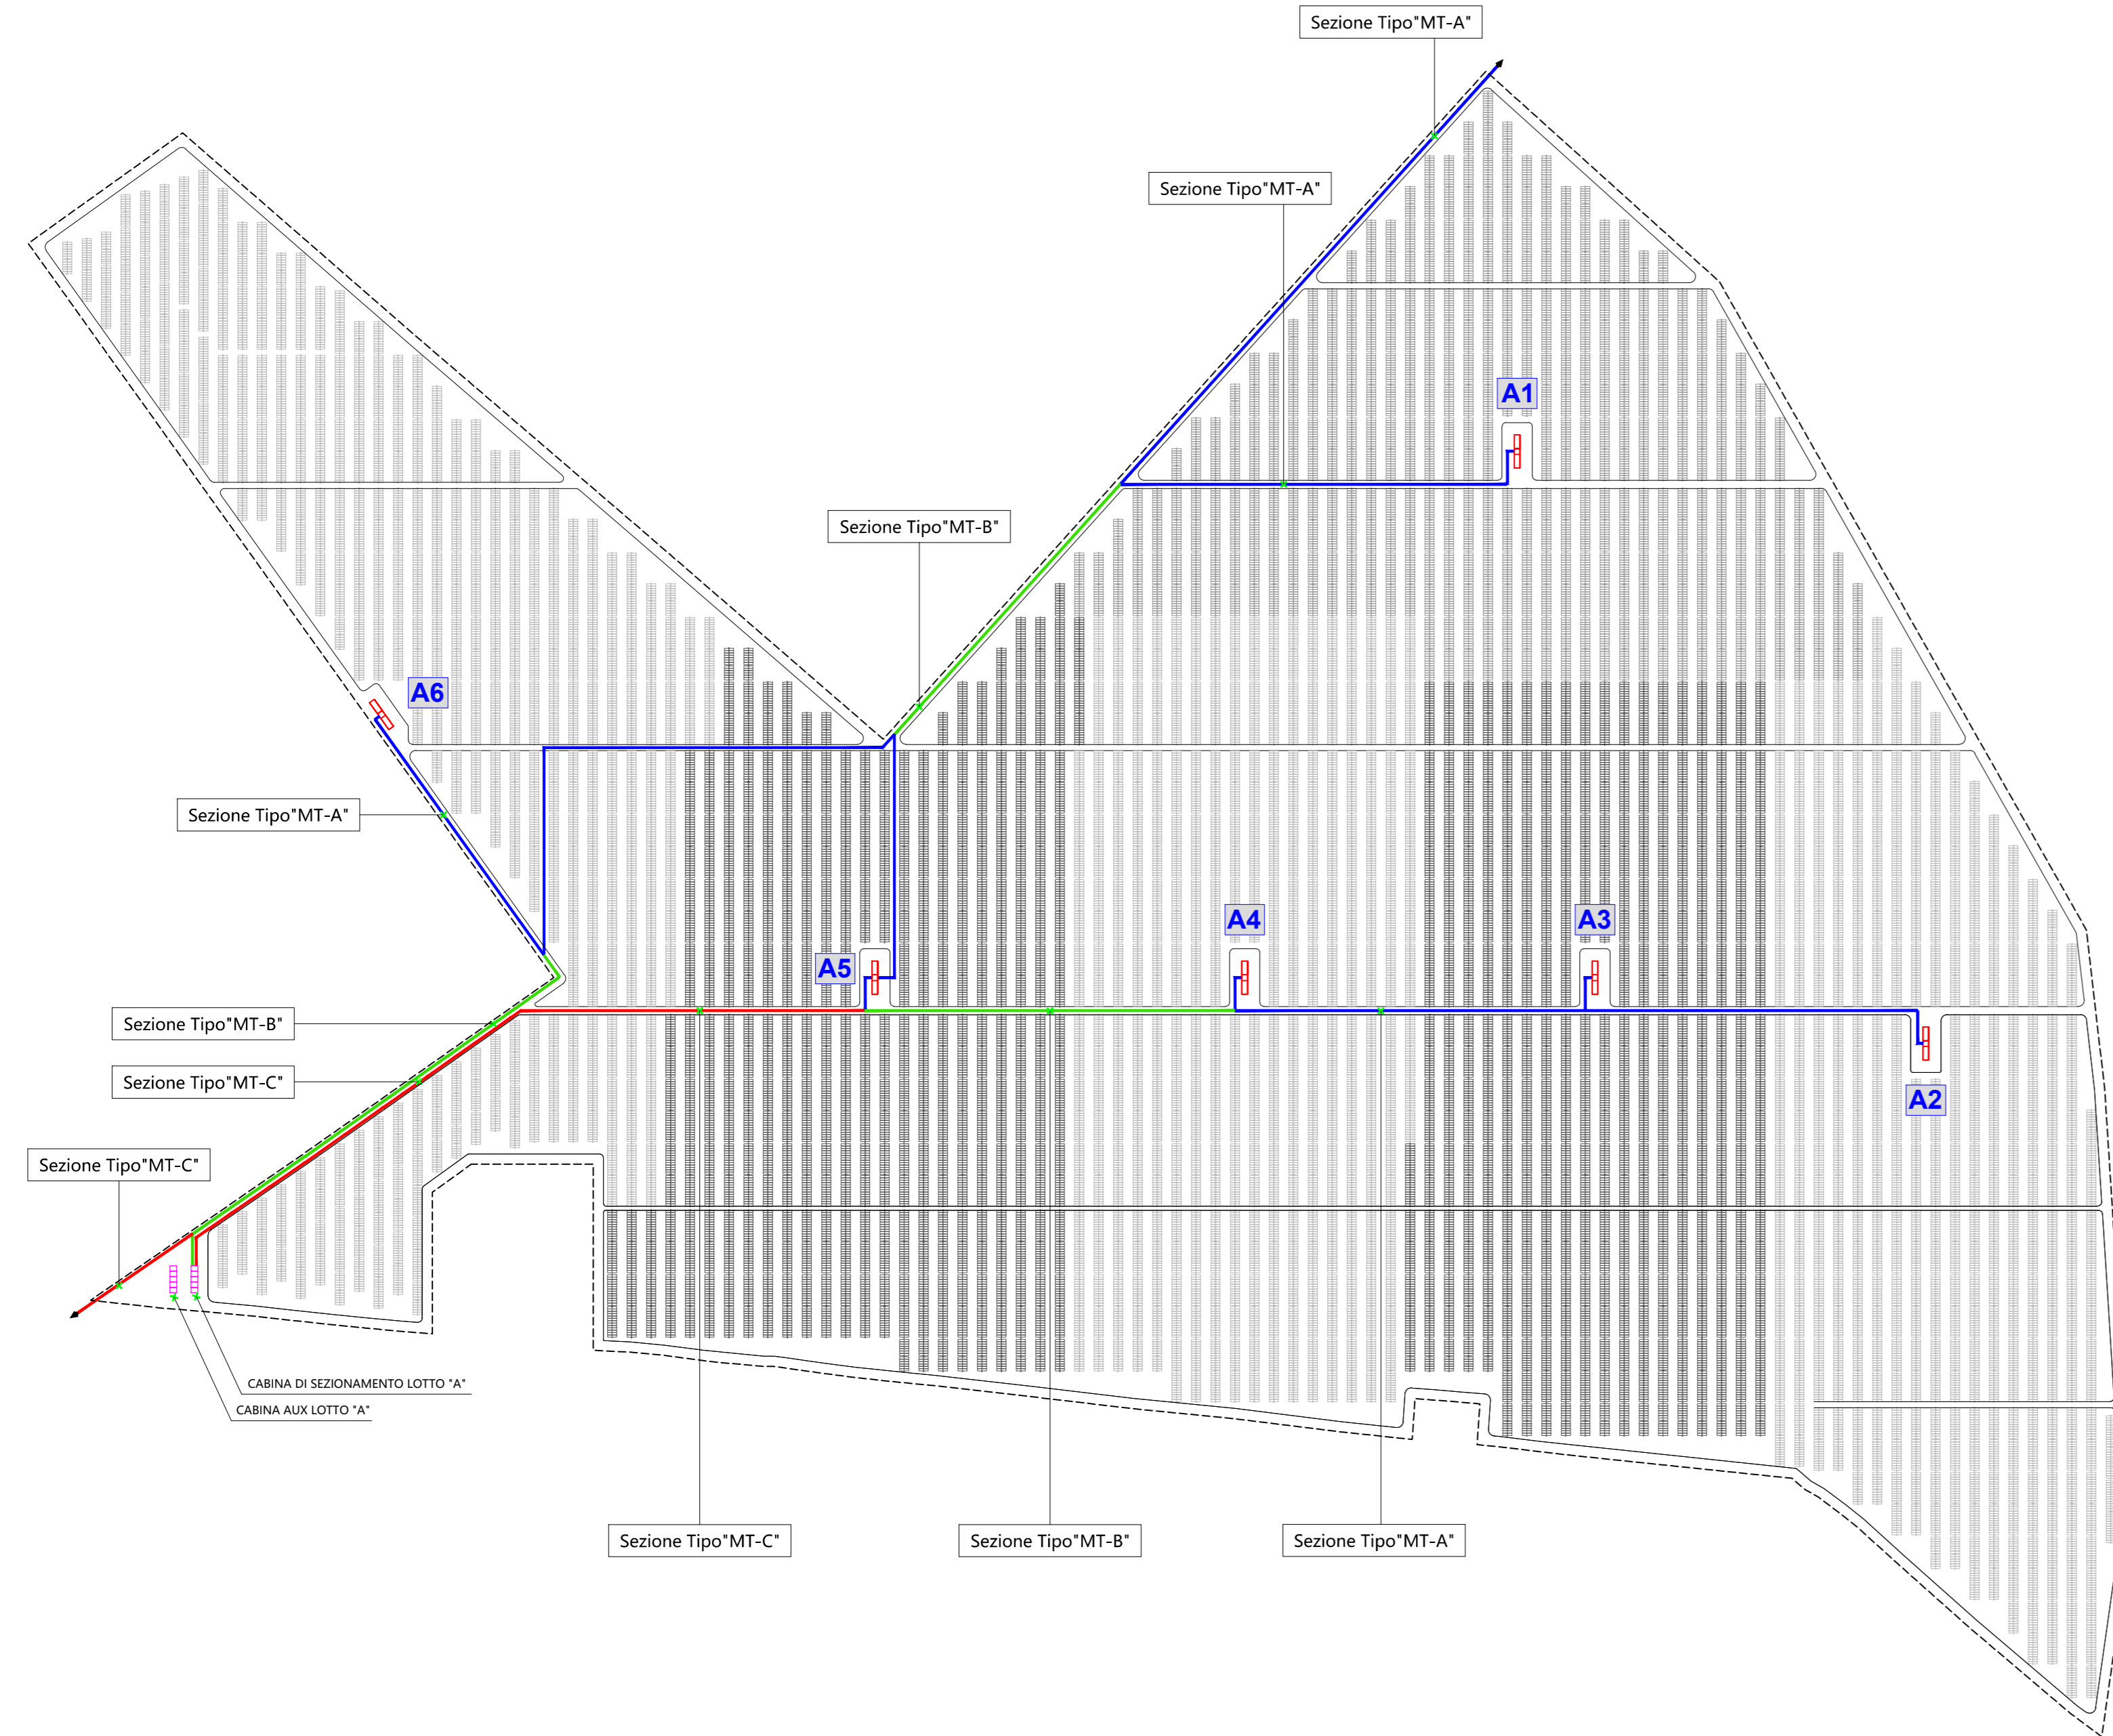 Sezione Tipo"MT-A"
Sezione Tipo"MT-A"
A1
Sezione Tipo"MT-B"
A6
Sezione Tipo"MT-A"
A4
A3
A5
Sezione Tipo"MT-B"
Sezione Tipo"MT-C"
A2
Sezione Tipo"MT-C"
CABINA DI SEZIONAMENTO LOTTO "A"
CABINA AUX LOTTO "A"
Sezione Tipo"MT-C"
Sezione Tipo"MT-B"
Sezione Tipo"MT-A"